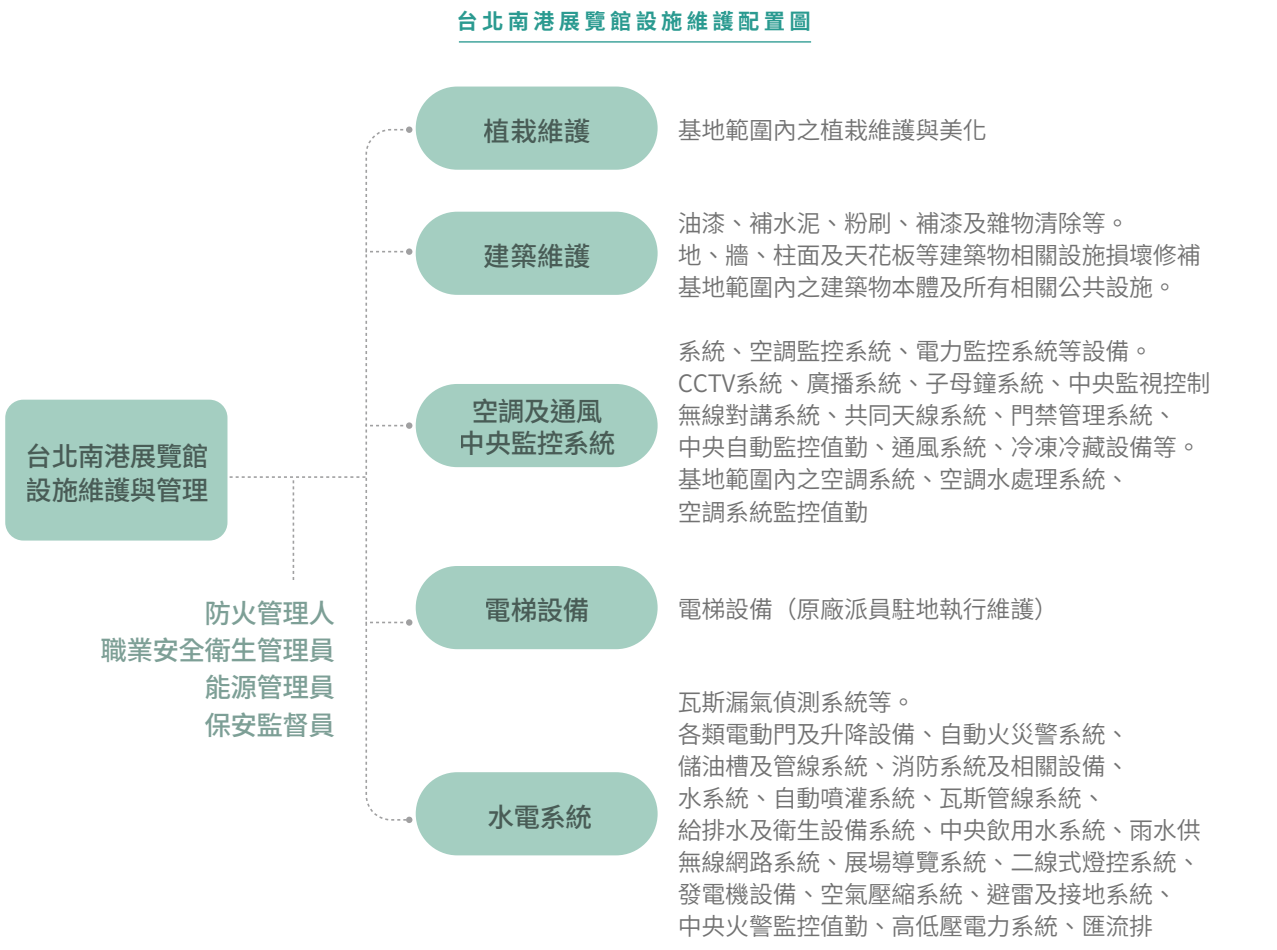 台北南港展覽館設施維護配置圖
台北南港展覽館
設施維護與管理
防火管理人
職業安全衛生管理員
能源管理員
保安監督員
植栽維護
基地範圍內之植栽維護與美化
建築維護
油漆、補水泥、粉刷、補漆及雜物清除等。
地、牆、柱面及天花板等建築物相關設施損壞修補
基地範圍內之建築物本體及所有相關公共設施。
空調及通風
中央監控系統
系統、空調監控系統、電力監控系統等設備。
CCTV系統、廣播系統、子母鐘系統、中央監視控制
無線對講系統、共同天線系統、門禁管理系統、
中央自動監控值勤、通風系統、冷凍冷藏設備等。
基地範圍內之空調系統、空調水處理系統、
空調系統監控值勤
電梯設備
電梯設備（原廠派員駐地執行維護）
水電系統
瓦斯漏氣偵測系統等。
各類電動門及升降設備、自動火災警系統、
儲油槽及管線系統、消防系統及相關設備、
水系統、自動噴灌系統、瓦斯管線系統、
給排水及衛生設備系統、中央飲用水系統、雨水供
無線網路系統、展場導覽系統、二線式燈控系統、
發電機設備、空氣壓縮系統、避雷及接地系統、
中央火警監控值勤、高低壓電力系統、匯流排